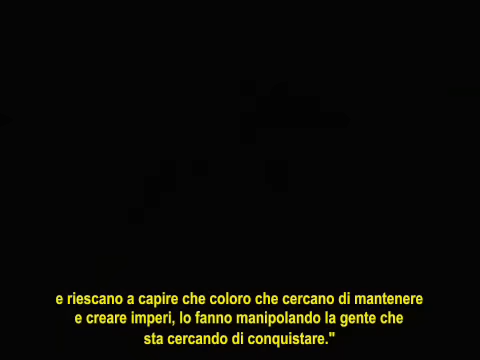 e riescano a capire che coloro che cercano di mantenere
e creare imperi, lo fanno manipolando la gente che
sta cercando di conquistare."